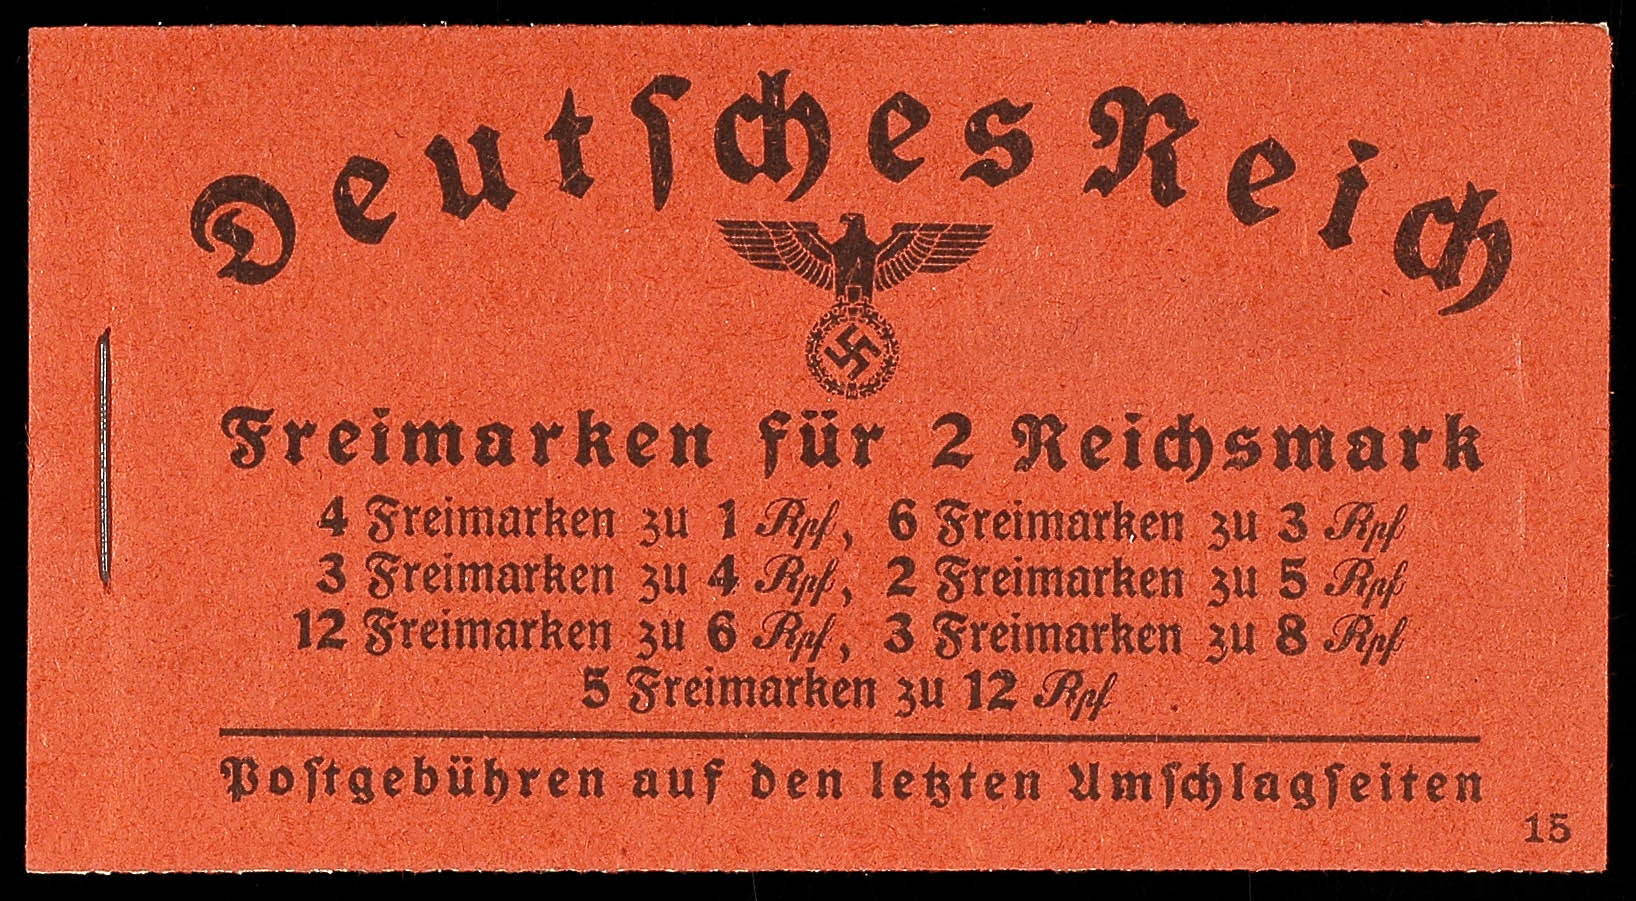 Deutsches Reich
Freimarken für 2 Reichsmark
4 Freimarken zu 1 Rpf, 6 Freimarken zu 3 Rpf
3 Freimarken zu 4 Rpf, 2 Freimarken zu 5 Rpf
12 Freimarken zu 6 Rpf, 3 Freimarken zu 8 Rpf
5 Freimarken zu 12 Rpf
Postgebühren auf den letzten Umschlagseiten
15